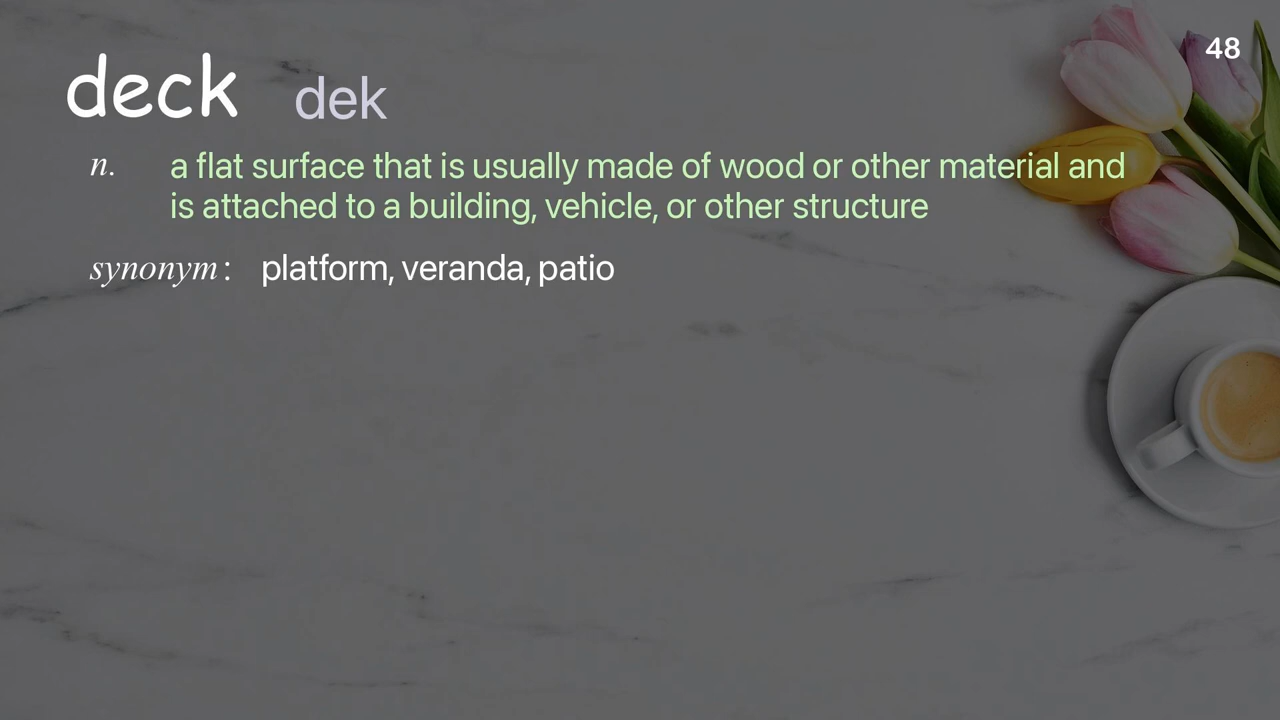 48
deck dek
n. a flat surface that is usually made of wood or other material and
is attached to a building, vehicle, or other structure
synonym: platform, veranda, patio